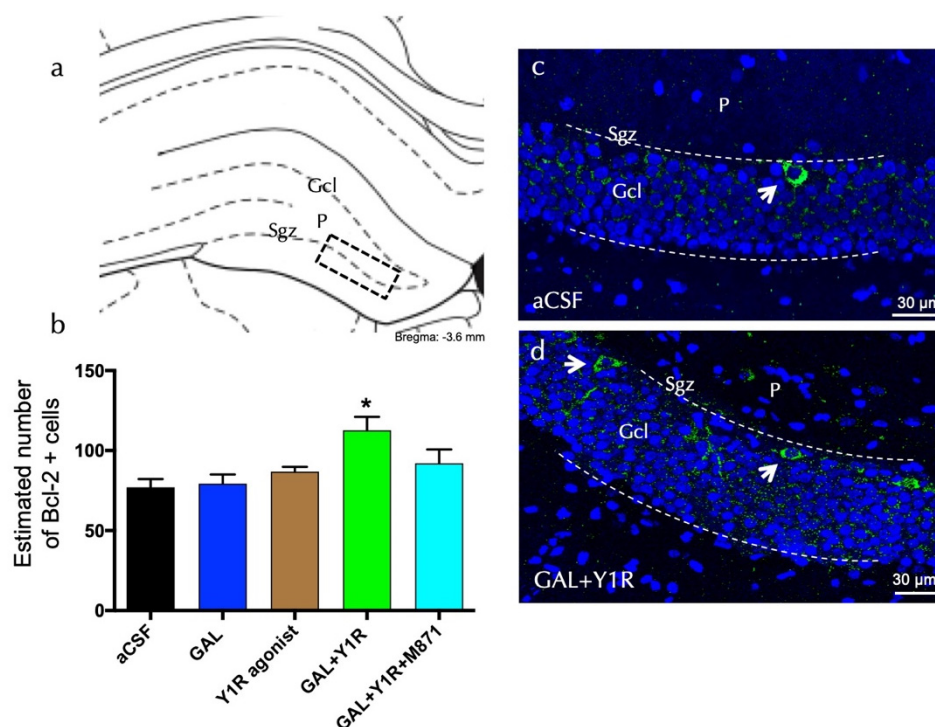 a
Gcl
P
Sgz
Bregma: -3.6 mm
b
Estimated number
of Bcl-2 + cells
150
100
50
0
*
aCSF
GAL
Y1R agonist
GAL+Y1R
GAL+Y1R+M871
c
P
Sgz
Gcl
aCSF
30 µm
d
Sgz
P
Gcl
GAL+Y1R
30 µm